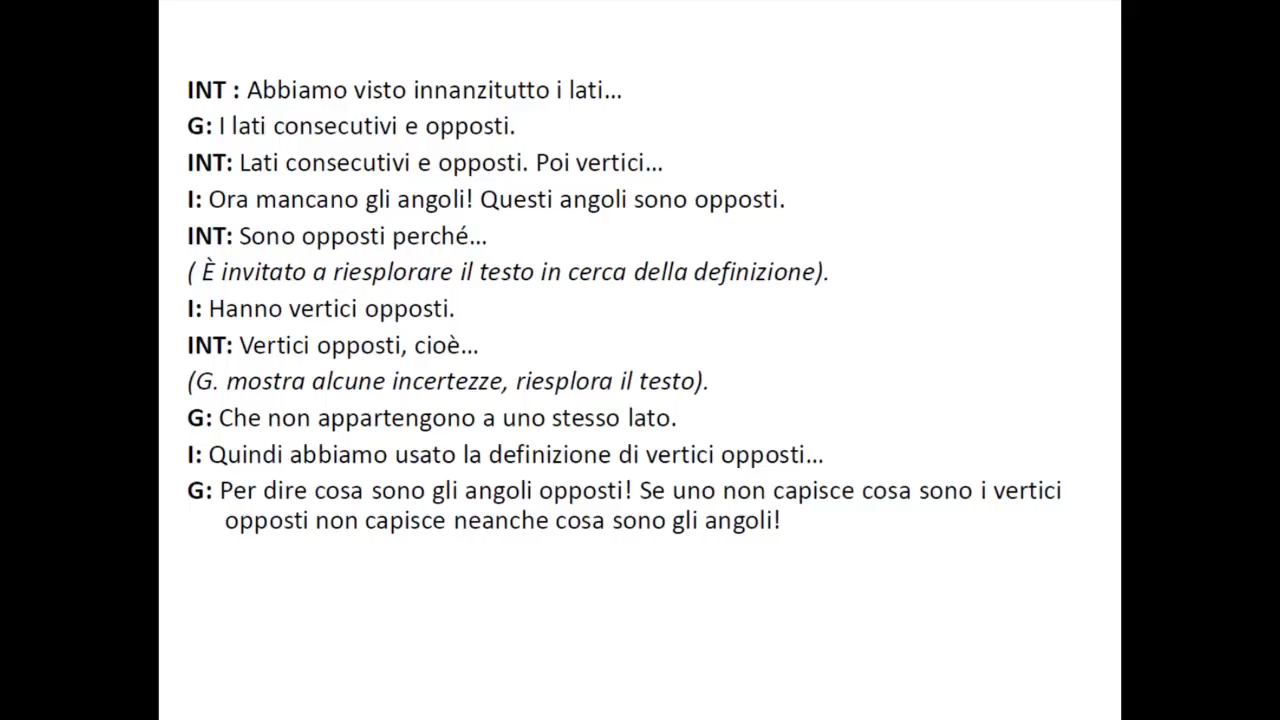 INT : Abbiamo visto innanzitutto i lati...
G: I lati consecutivi e opposti.
INT: Lati consecutivi e opposti. Poi vertici...
I: Ora mancano gli angoli! Questi angoli sono opposti.
INT: Sono opposti perché...
( È invitato a riesplorare il testo in cerca della definizione).
I: Hanno vertici opposti.
INT: Vertici opposti, cioè...
(G. mostra alcune incertezze, riesplora il testo).
G: Che non appartengono a uno stesso lato.
I: Quindi abbiamo usato la definizione di vertici opposti...
G: Per dire cosa sono gli angoli opposti! Se uno non capisce cosa sono i vertici
opposti non capisce neanche cosa sono gli angoli!